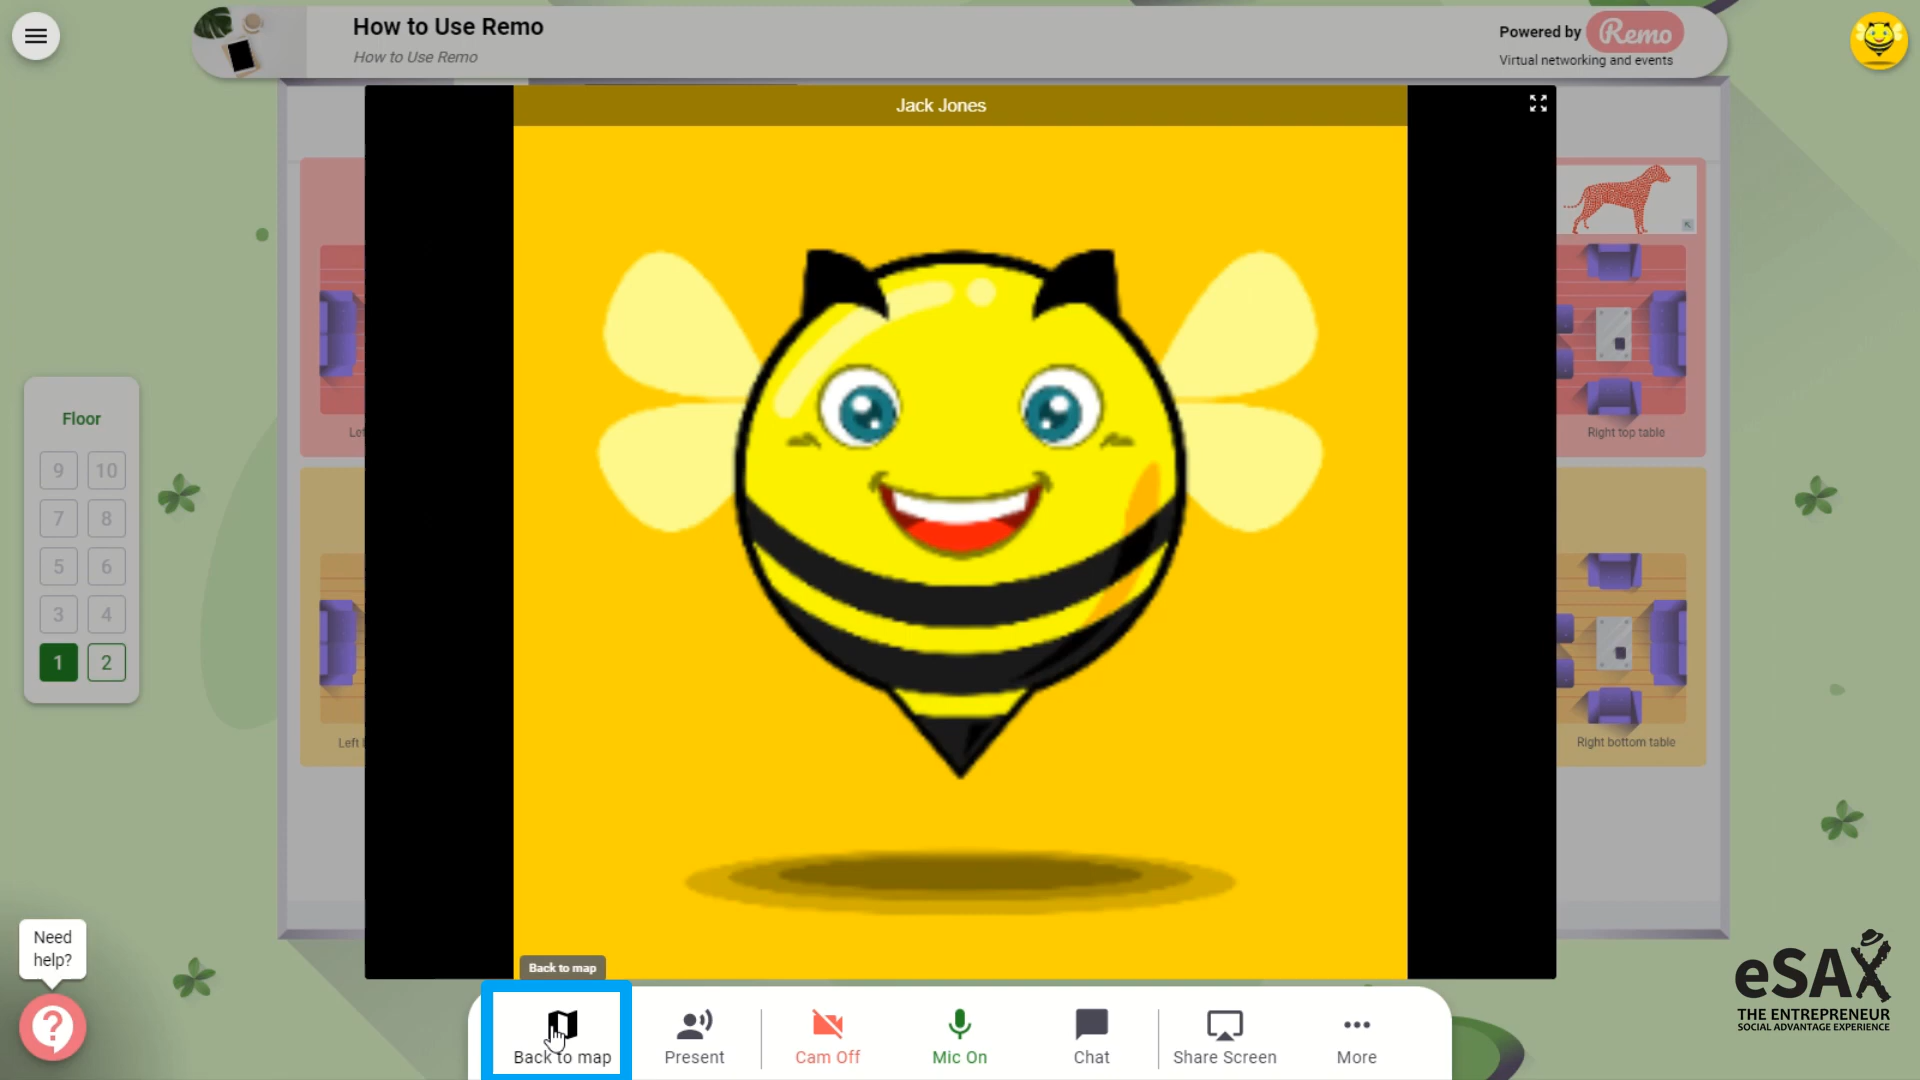 How to Use Remo
How to Use Remo
Powered by Remo
Virtual networking and events
Jack Jones
Floor
9 10
7 8
5 6
3 4
1 2
Lef
Right top table
Left
Right bottom table
Need
help?
Back to map
Back to map
Present
Cam Off
Mic On
Chat
Share Screen
More
eSAX
THE ENTREPRENEUR
SOCIAL ADVANTAGE EXPERIENCE